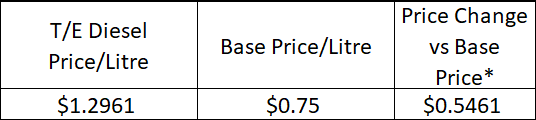 T/E Diesel
Price/Litre
Base Price/Litre
Price Change
vs Base
Price*
$1.2961
$0.75
$0.5461